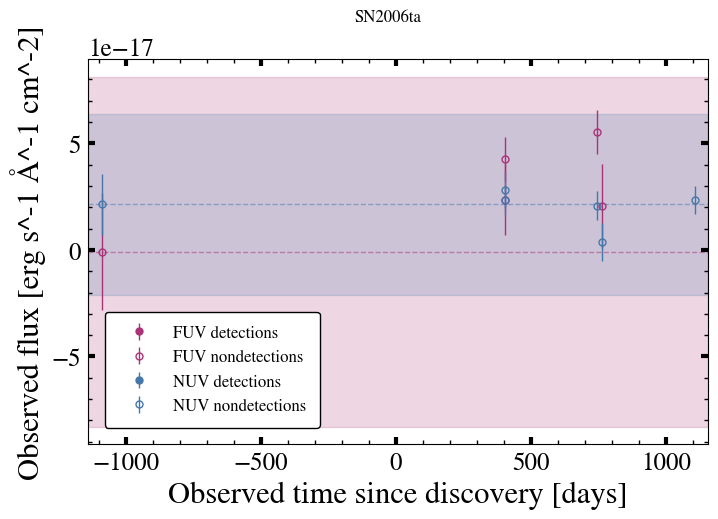 SN2006ta
1e−17
Observed flux [erg s^-1 Å^-1 cm^-2]
5
0
−5
FUV detections
FUV nondetections
NUV detections
NUV nondetections
−1000 −500 0 500 1000
Observed time since discovery [days]